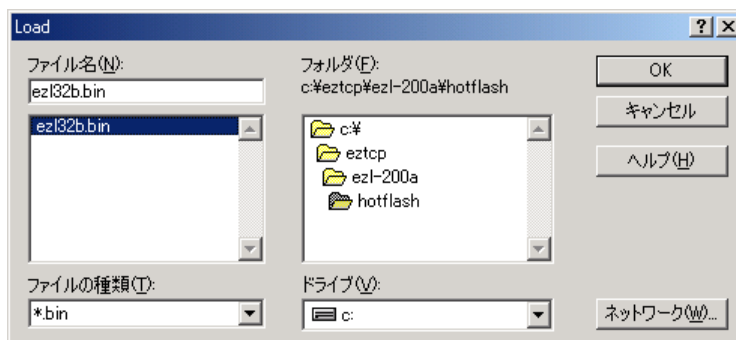 Load
ファイル名(N):
ezl32b.bin
ezl32b.bin
ファイルの種類(T):
*.bin
フォルダ(F):
c:¥eztcp¥ezl-200a¥hotflash
c:¥
eztcp
ezl-200a
hotflash
ドライブ(V):
c:
OK
キャンセル
ヘルプ(H)
ネットワーク(W)...